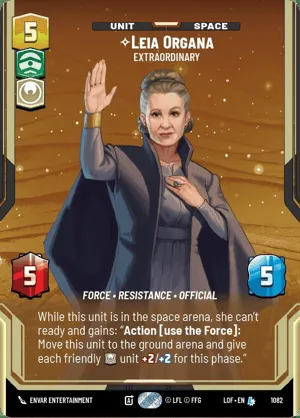 5
UNIT
SPACE
LEIA ORGANA
EXTRAORDINARY
5
5
FORCE • RESISTANCE • OFFICIAL
While this unit is in the space arena, she can't
ready and gains: “Action [use the Force]:
Move this unit to the ground arena and give
each friendly unit +2/+2 for this phase.”
ENVAR ENTERTAINMENT
© LFL © FFG
LOF • EN
1082